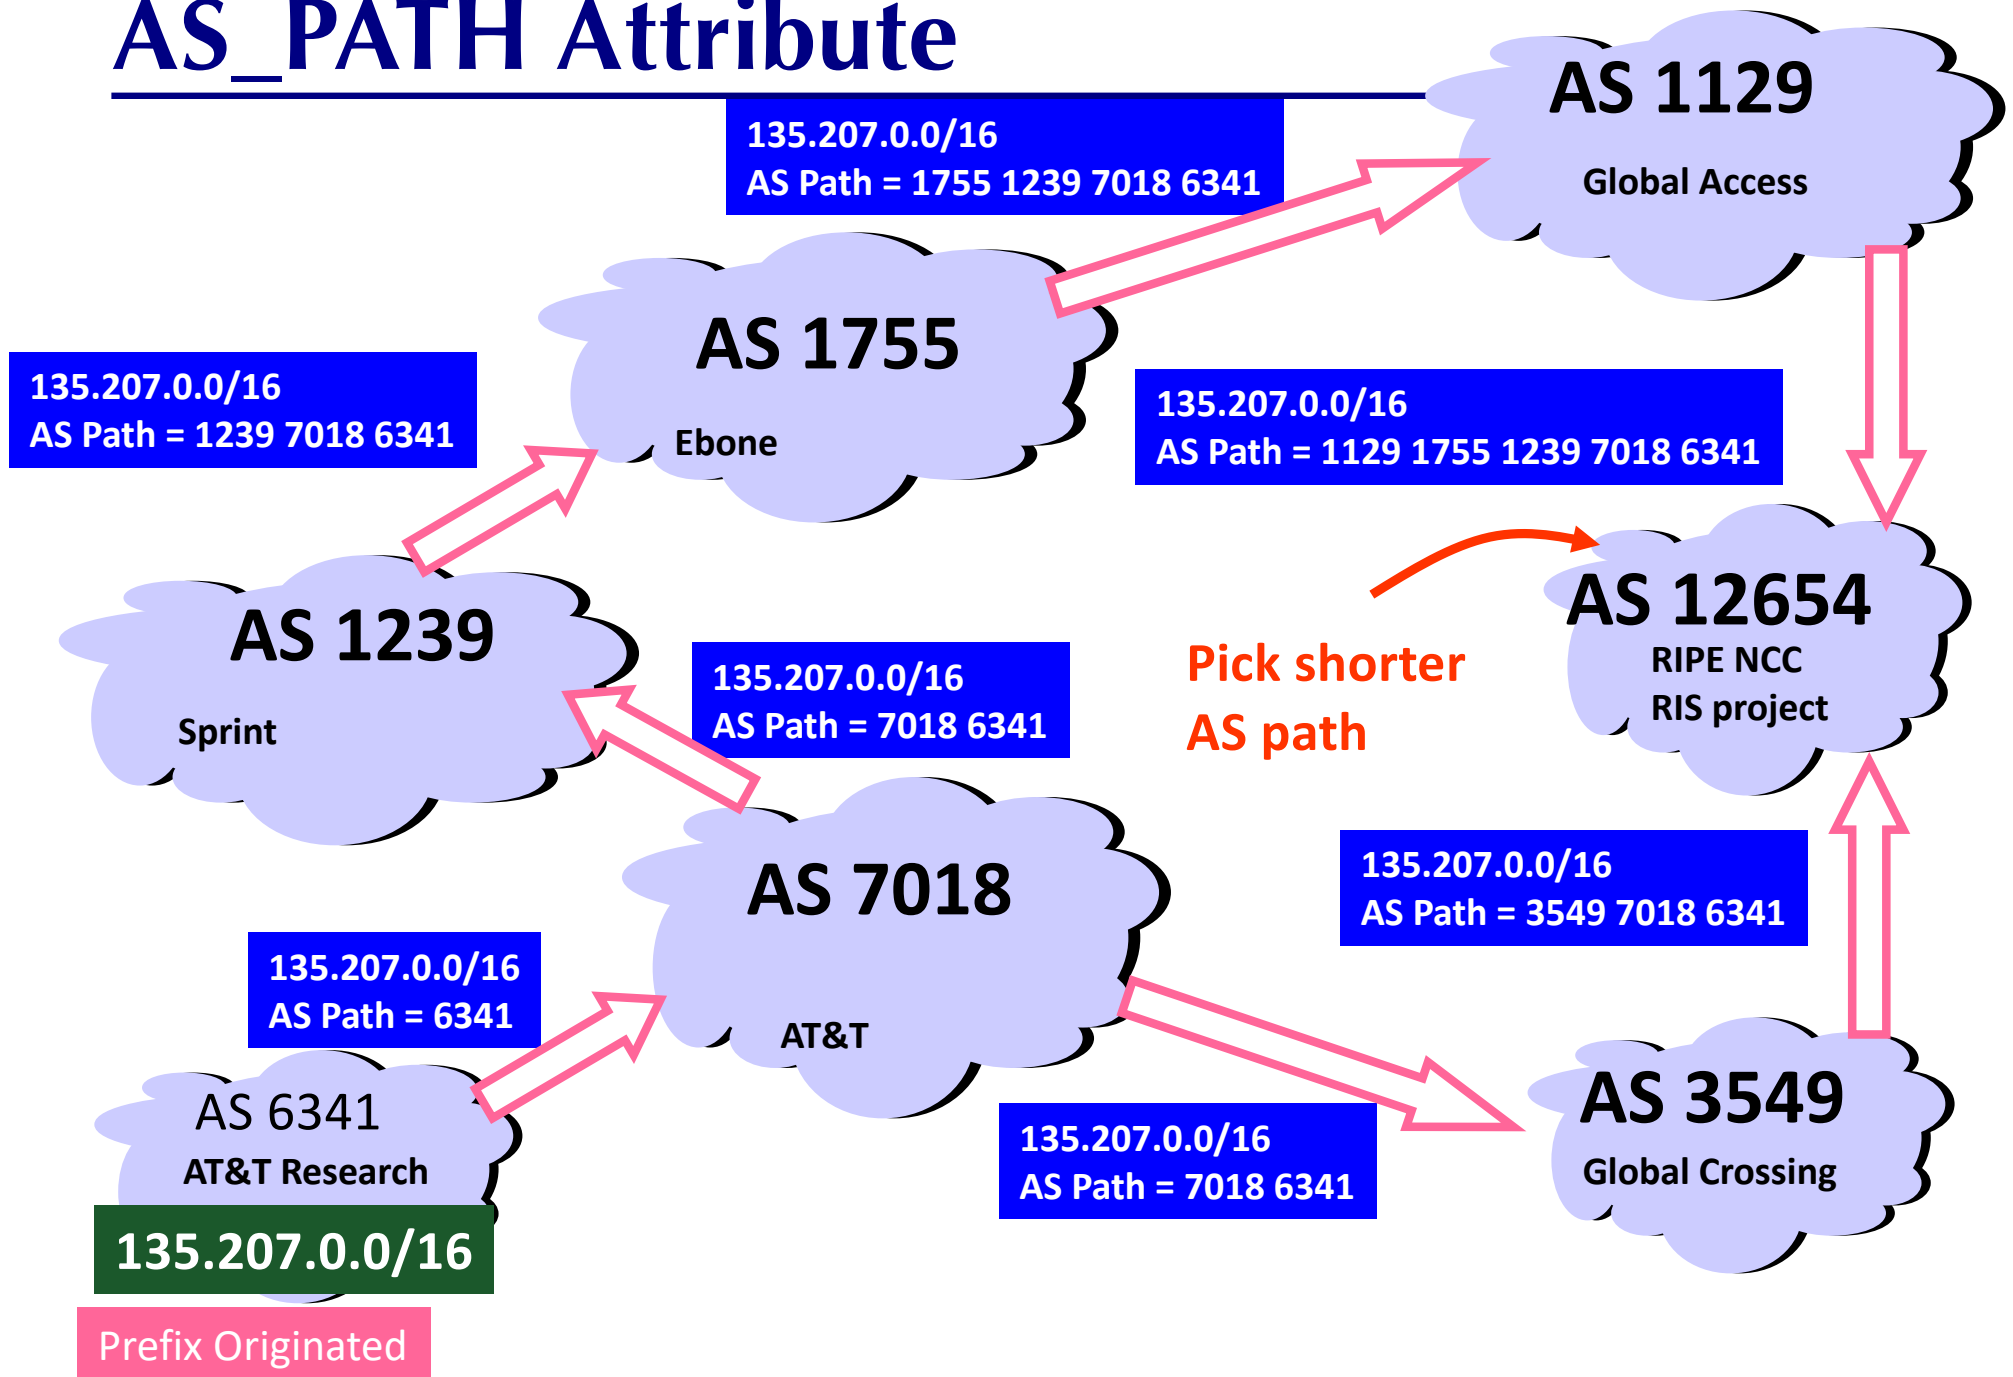 AS_PATH Attribute
AS 1129
Global Access
135.207.0.0/16
AS Path = 1755 1239 7018 6341
AS 1755
Ebone
135.207.0.0/16
AS Path = 1239 7018 6341
135.207.0.0/16
AS Path = 1129 1755 1239 7018 6341
AS 12654
RIPE NCC
RIS project
AS 1239
Sprint
135.207.0.0/16
AS Path = 7018 6341
Pick shorter
AS path
AS 7018
AT&T
135.207.0.0/16
AS Path = 3549 7018 6341
135.207.0.0/16
AS Path = 6341
AS 6341
AT&T Research
135.207.0.0/16
Prefix Originated
135.207.0.0/16
AS Path = 7018 6341
AS 3549
Global Crossing